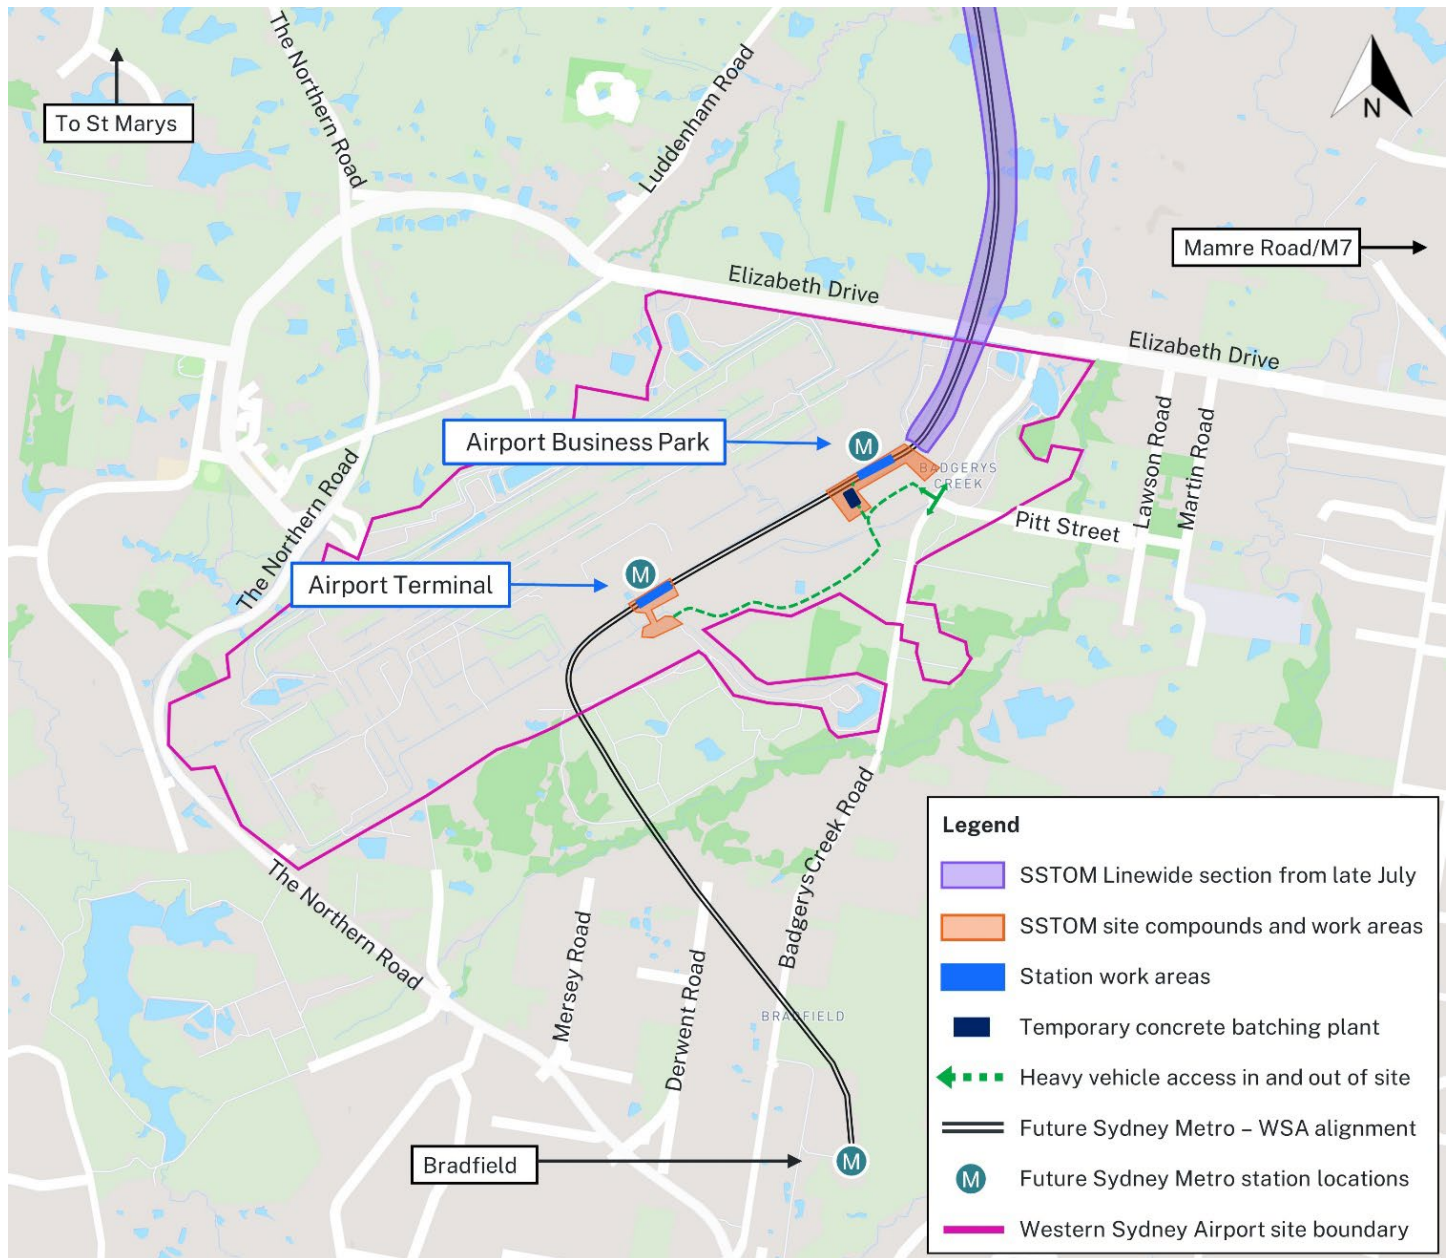 The Northern Road
Luddenham Road
To St Marys
N
Mamre Road/M7
Elizabeth Drive
Elizabeth Drive
Airport Business Park
M
BADGERYS
CREEK
Lawson Road
Martin Road
Pitt Street
The Northern Road
Airport Terminal
M
Badgerys Creek Road
The Northern Road
Mersey Road
Derwent Road
BRADFIELD
Bradfield
M
Legend
SSTOM Linewide section from late July
SSTOM site compounds and work areas
Station work areas
Temporary concrete batching plant
Heavy vehicle access in and out of site
Future Sydney Metro – WSA alignment
M
Future Sydney Metro station locations
Western Sydney Airport site boundary